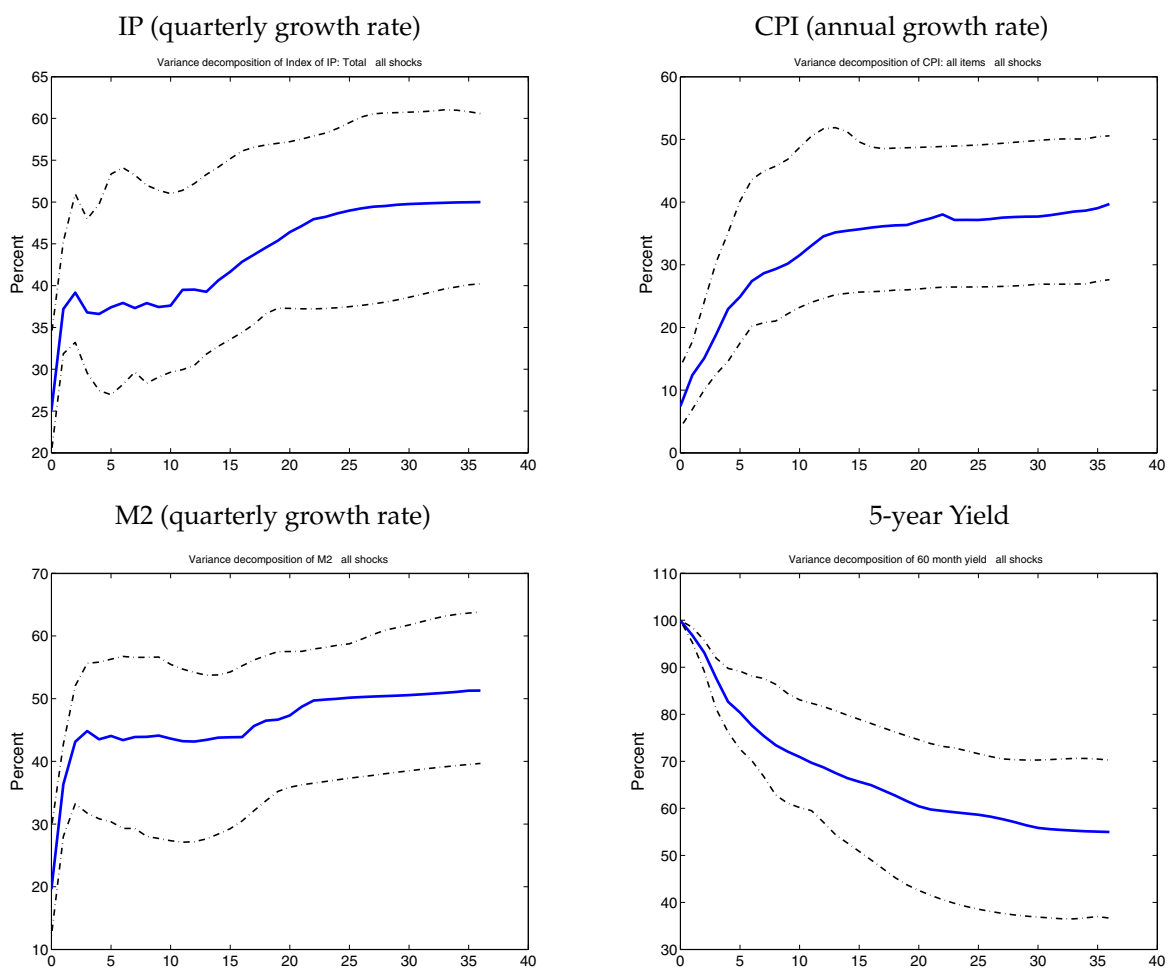 IP (quarterly growth rate)
Variance decomposition of Index of IP: Total all shocks
65
60
55
50
45
40
35
30
25
20
Percent
0 5 10 15 20 25 30 35 40
CPI (annual growth rate)
Variance decomposition of CPI: all items all shocks
60
50
40
30
20
10
0
Percent
0 5 10 15 20 25 30 35 40
M2 (quarterly growth rate)
Variance decomposition of M2 all shocks
70
60
50
40
30
20
10
Percent
0 5 10 15 20 25 30 35 40
5-year Yield
Variance decomposition of 60 month yield all shocks
110
100
90
80
70
60
50
40
30
Percent
0 5 10 15 20 25 30 35 40